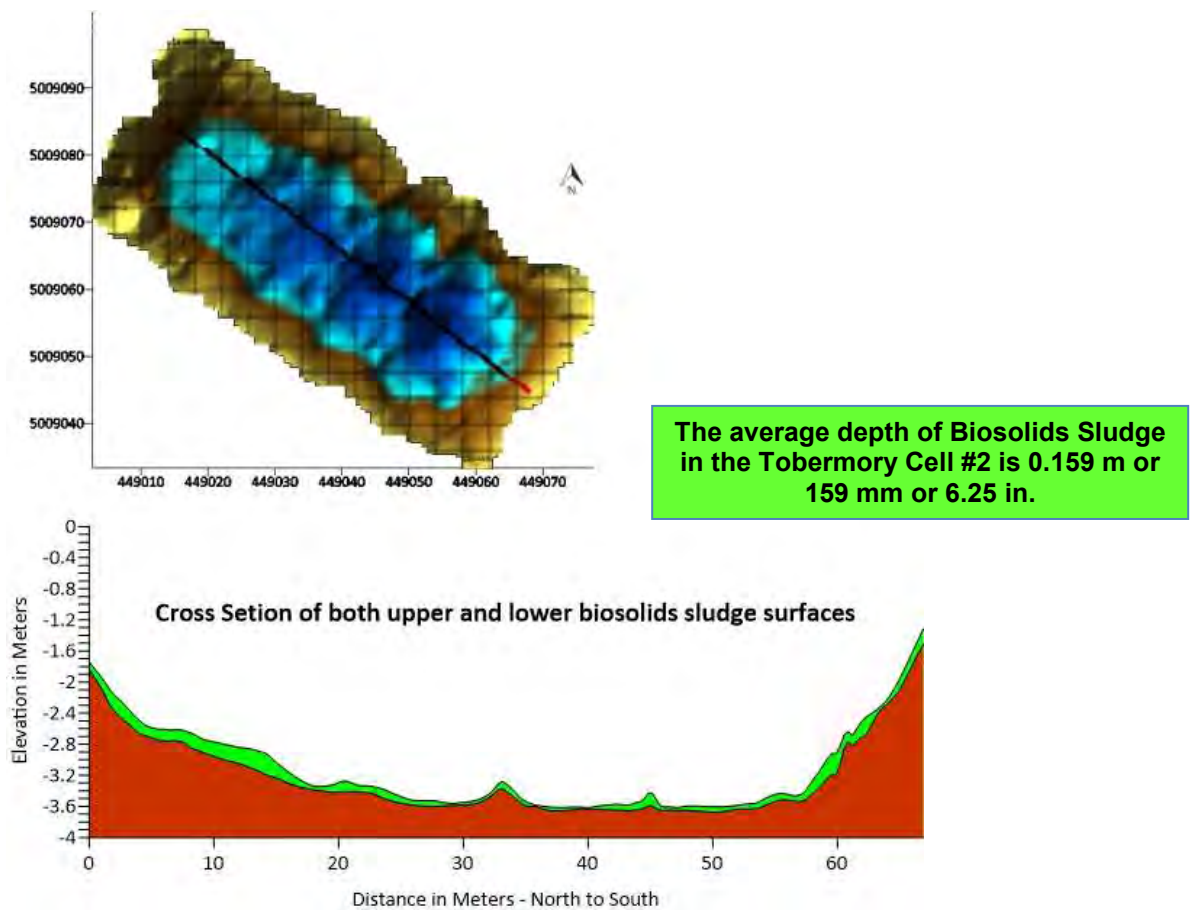 5009090
5009080
5009070
5009060
5009050
5009040
N
449010 449020 449030 449040 449050 449060 449070
The average depth of Biosolids Sludge
in the Tobermory Cell #2 is 0.159 m or
159 mm or 6.25 in.
Cross Setion of both upper and lower biosolids sludge surfaces
Elevation in Meters
0
-0.4
-0.8
-1.2
-1.6
-2
-2.4
-2.8
-3.2
-3.6
-4
0 10 20 30 40 50 60
Distance in Meters - North to South